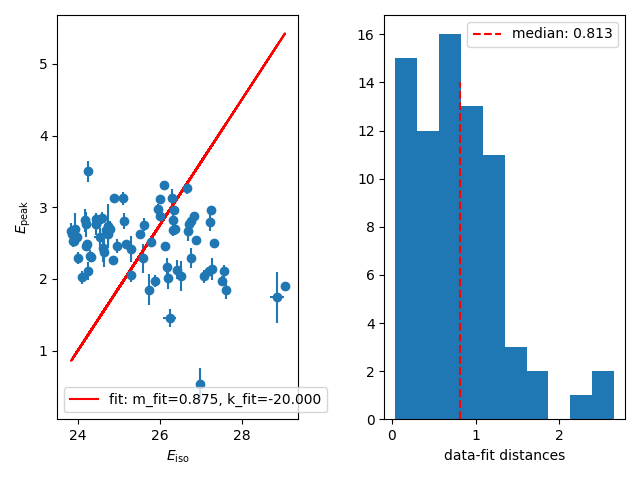 5
4
3
2
1
E_peak
24 26 28
E_iso
fit: m_fit=0.875, k_fit=-20.000
16
14
12
10
8
6
4
2
0
0 1 2
data-fit distances
median: 0.813